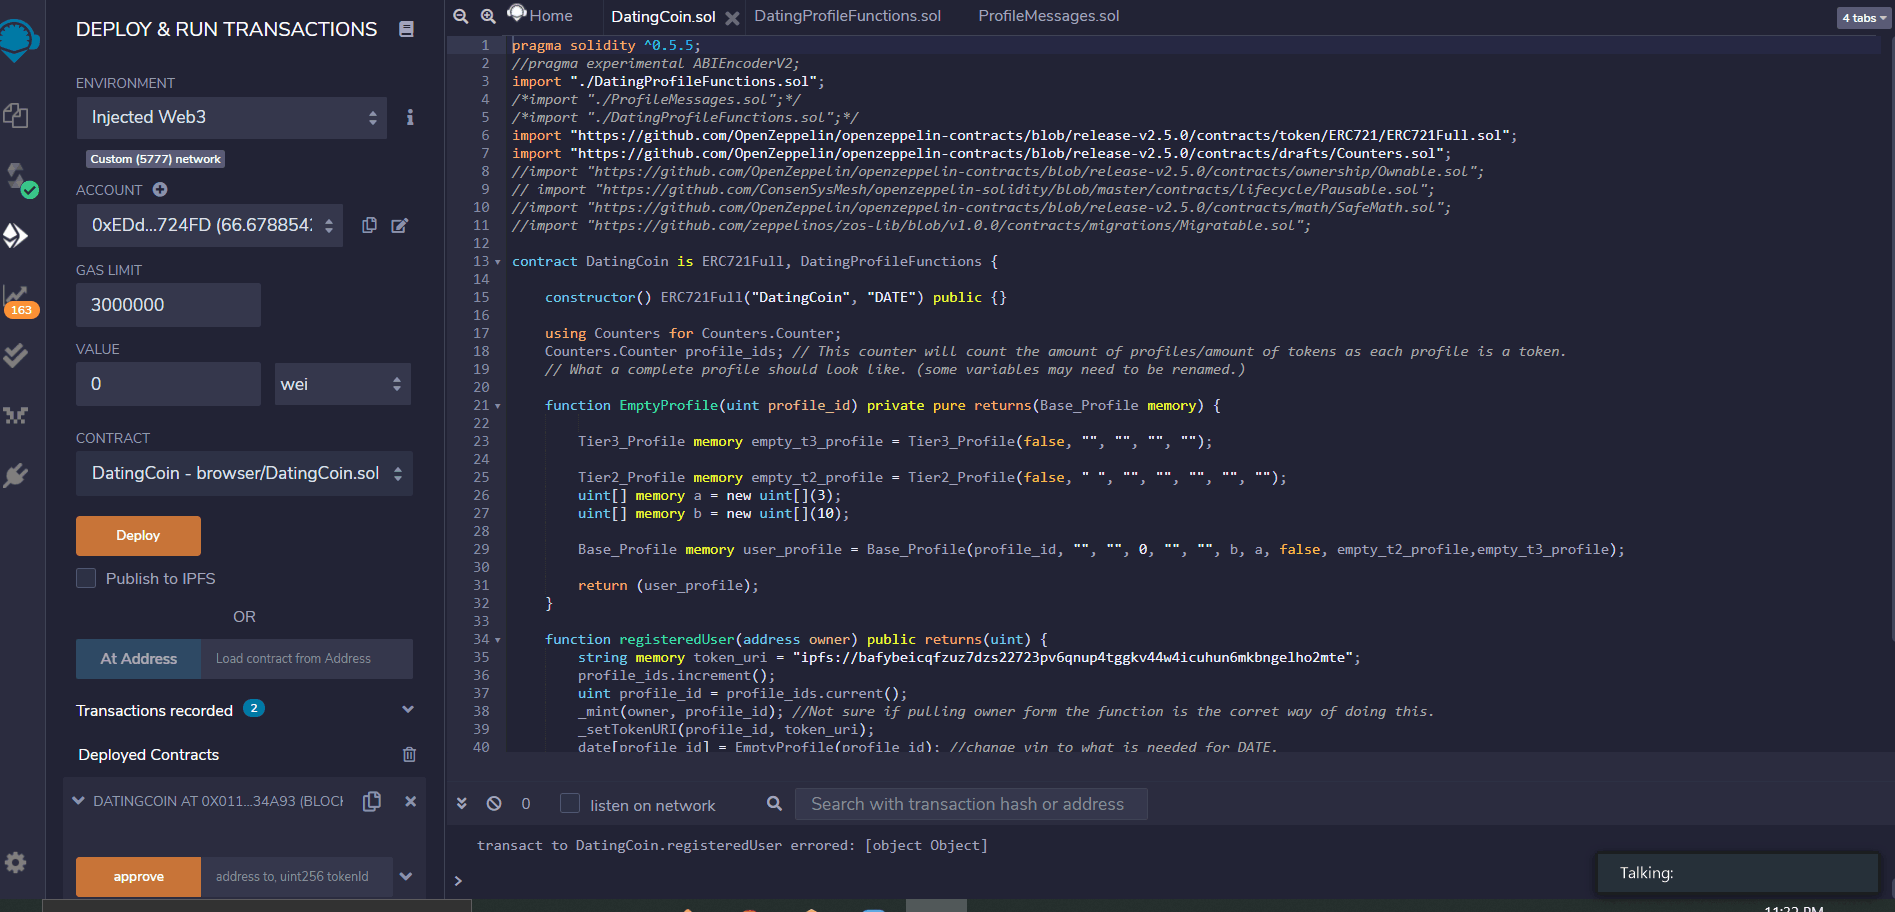 DEPLOY & RUN TRANSACTIONS
ENVIRONMENT
Injected Web3
Custom (5777) network
ACCOUNT
0xEDd...724FD (66.6788542
GAS LIMIT
3000000
163
VALUE
0
wei
CONTRACT
DatingCoin - browser/DatingCoin.sol
Deploy
Publish to IPFS
OR
At Address
Load contract from Address
Transactions recorded 2
Deployed Contracts
DATINGCOIN AT 0X011...34A93 (BLOCK
approve
address to, uint256 tokenId
Home
DatingCoin.sol
DatingProfileFunctions.sol
ProfileMessages.sol
4 tabs
1 pragma solidity ^0.5.5;
2 //pragma experimental ABIEncoderV2;
3 import "./DatingProfileFunctions.sol";
4 /*import "./ProfileMessages.sol";*/
5 /*import "./DatingProfileFunctions.sol";*/
6 import "https://github.com/OpenZeppelin/openzeppelin-contracts/blob/release-v2.5.0/contracts/token/ERC721/ERC721Full.sol";
7 import "https://github.com/OpenZeppelin/openzeppelin-contracts/blob/release-v2.5.0/contracts/drafts/Counters.sol";
8 //import "https://github.com/OpenZeppelin/openzeppelin-contracts/blob/release-v2.5.0/contracts/ownership/Ownable.sol";
9 // import "https://github.com/ConsenSysMesh/openzeppelin-solidity/blob/master/contracts/lifecycle/Pausable.sol";
10 //import "https://github.com/OpenZeppelin/openzeppelin-contracts/blob/release-v2.5.0/contracts/math/SafeMath.sol";
11 //import "https://github.com/zeppelinos/zos-lib/blob/v1.0.0/contracts/migrations/Migratable.sol";
12
13 contract DatingCoin is ERC721Full, DatingProfileFunctions {
14
15 constructor() ERC721Full("DatingCoin", "DATE") public {}
16
17 using Counters for Counters.Counter;
18 Counters.Counter profile_ids; // This counter will count the amount of profiles/amount of tokens as each profile is a token.
19 // What a complete profile should look like. (some variables may need to be renamed.)
20
21 function EmptyProfile(uint profile_id) private pure returns(Base_Profile memory) {
22
23 Tier3_Profile memory empty_t3_profile = Tier3_Profile(false, "", "", "", "");
24
25 Tier2_Profile memory empty_t2_profile = Tier2_Profile(false, " ", "", "", "", "", "");
26 uint[] memory a = new uint[](3);
27 uint[] memory b = new uint[](10);
28
29 Base_Profile memory user_profile = Base_Profile(profile_id, "", "", 0, "", "", b, a, false, empty_t2_profile,empty_t3_profile);
30
31 return (user_profile);
32 }
33
34 function registeredUser(address owner) public returns(uint) {
35 string memory token_uri = "ipfs://bafybeicqfzuz7dzs22723pv6qnup4tggkv44w4icuhun6mkbngelho2mte";
36 profile_ids.increment();
37 uint profile_id = profile_ids.current();
38 _mint(owner, profile_id); //Not sure if pulling owner form the function is the corret way of doing this.
39 _setTokenURI(profile_id, token_uri);
40 date[profile_id] = EmptyProfile(profile_id); //change vin to what is needed for DATE.
0
listen on network
Search with transaction hash or address
transact to DatingCoin.registeredUser errored: [object Object]
>
Talking:
11:32 PM